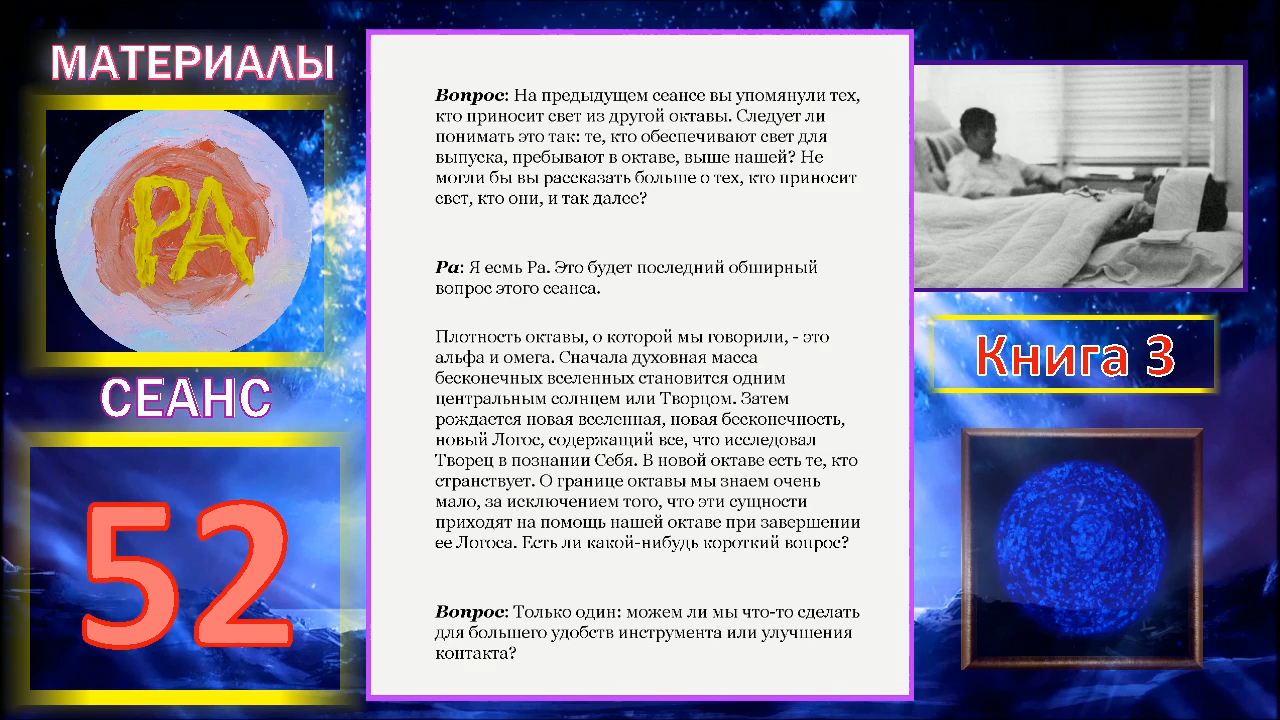 МАТЕРИАЛЫ
РА
СЕАНС
52
Вопрос: На предыдущем сеансе вы упомянули тех,
кто приносит свет из другой октавы. Следует ли
понимать это так: те, кто обеспечивают свет для
выпуска, пребывают в октаве, выше нашей? Не
могли бы вы рассказать больше о тех, кто приносит
свет, кто они, и так далее?
Ра: Я есмь Ра. Это будет последний обширный
вопрос этого сеанса.
Плотность октавы, о которой мы говорили, - это
альфа и омега. Сначала духовная масса
бесконечных вселенных становится одним
центральным солнцем или Творцом. Затем
рождается новая вселенная, новая бесконечность,
новый Логос, содержащий все, что исследовал
Творец в познании Себя. В новой октаве есть те, кто
странствует. О границе октавы мы знаем очень
мало, за исключением того, что эти сущности
приходят на помощь нашей октаве при завершении
ее Логоса. Есть ли какой-нибудь короткий вопрос?
Вопрос: Только один: можем ли мы что-то сделать
для большего удобств инструмента или улучшения
контакта?
Книга 3